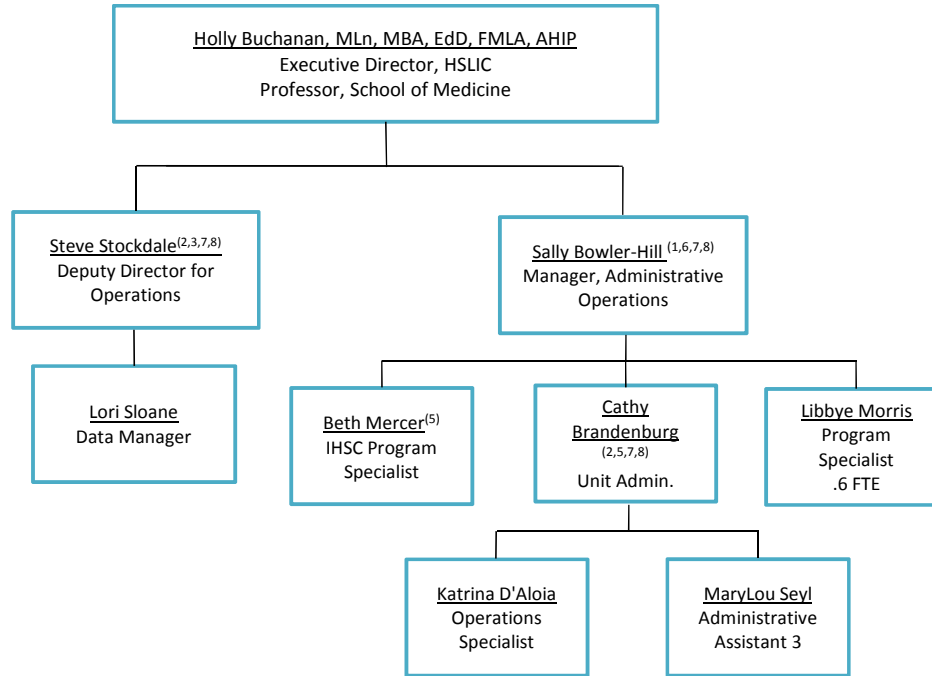 Holly Buchanan, MLn, MBA, EdD, FMLA, AHIP
Executive Director, HSLIC
Professor, School of Medicine
Steve Stockdale(2,3,7,8)
Deputy Director for
Operations
Sally Bowler-Hill (1,6,7,8)
Manager, Administrative
Operations
Lori Sloane
Data Manager
Beth Mercer(5)
IHSC Program
Specialist
Cathy
Brandenburg
(2,5,7,8)
Unit Admin.
Libbye Morris
Program
Specialist
.6 FTE
Katrina D'Aloia
Operations
Specialist
MaryLou Seyl
Administrative
Assistant 3